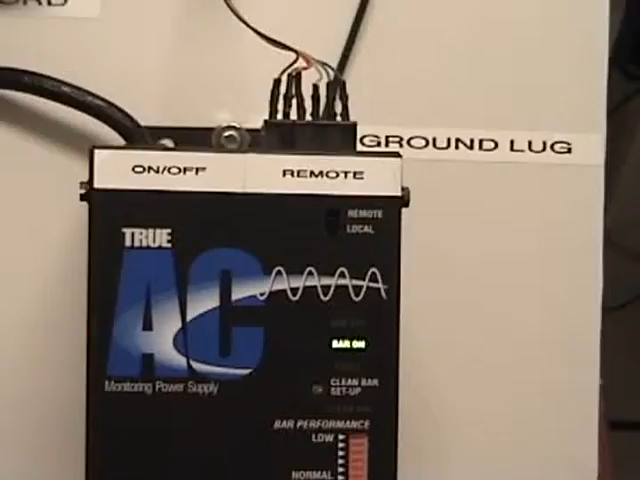 GROUND LUG
ON/OFF
REMOTE
REMOTE
LOCAL
TRUE
AC
BAR ON
Monitoring Power Supply
CLEAN BAR
SET-UP
BAR PERFORMANCE
LOW
NORMAL